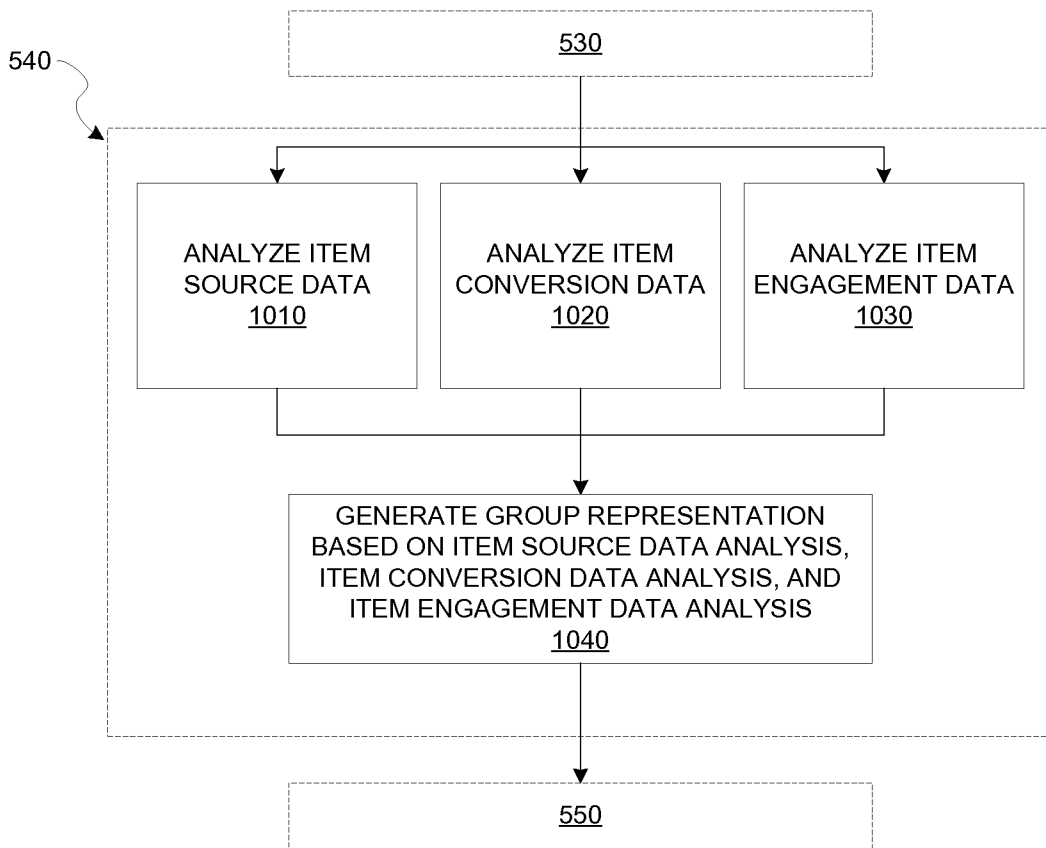 530
540
ANALYZE ITEM
SOURCE DATA
1010
ANALYZE ITEM
CONVERSION DATA
1020
ANALYZE ITEM
ENGAGEMENT DATA
1030
GENERATE GROUP REPRESENTATION
BASED ON ITEM SOURCE DATA ANALYSIS,
ITEM CONVERSION DATA ANALYSIS, AND
ITEM ENGAGEMENT DATA ANALYSIS
1040
550